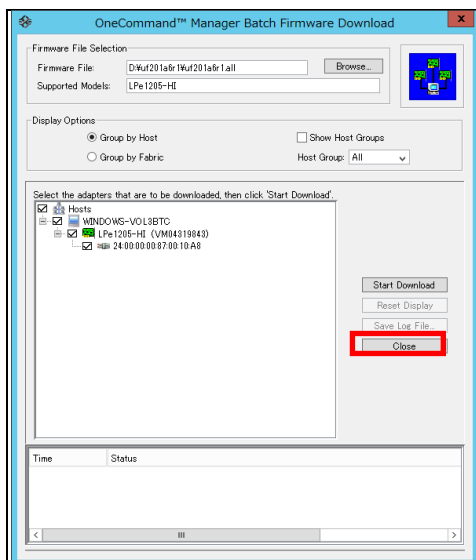 OneCommand™ Manager Batch Firmware Download
x
Firmware File Selection
Firmware File: D:¥uf201a6r1¥uf201a6r1.all Browse...
Supported Models: LPe1205-HI
Display Options
Group by Host Show Host Groups
Group by Fabric Host Group: All
Select the adapters that are to be downloaded, then click 'Start Download'.
Hosts
WINDOWS-VOL3BTC
LPe1205-HI (VM04319843)
24:00:00:00:87:00:10:A8
Start Download
Reset Display
Save Log File...
Close
Time Status